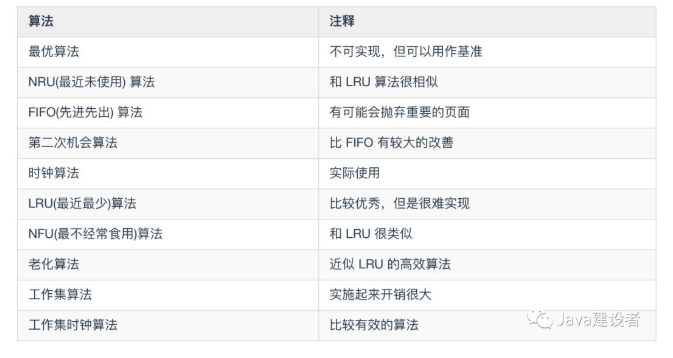 算法 注释
最优算法 不可实现，但可以用作基准
NRU(最近未使用) 算法 和 LRU 算法很相似
FIFO(先进先出) 算法 有可能会抛弃重要的页面
第二次机会算法 比 FIFO 有较大的改善
时钟算法 实际使用
LRU(最近最少)算法 比较优秀，但是很难实现
NFU(最不经常食用)算法 和 LRU 很类似
老化算法 近似 LRU 的高效算法
工作集算法 实施起来开销很大
工作集时钟算法 比较有效的算法
Java建设者